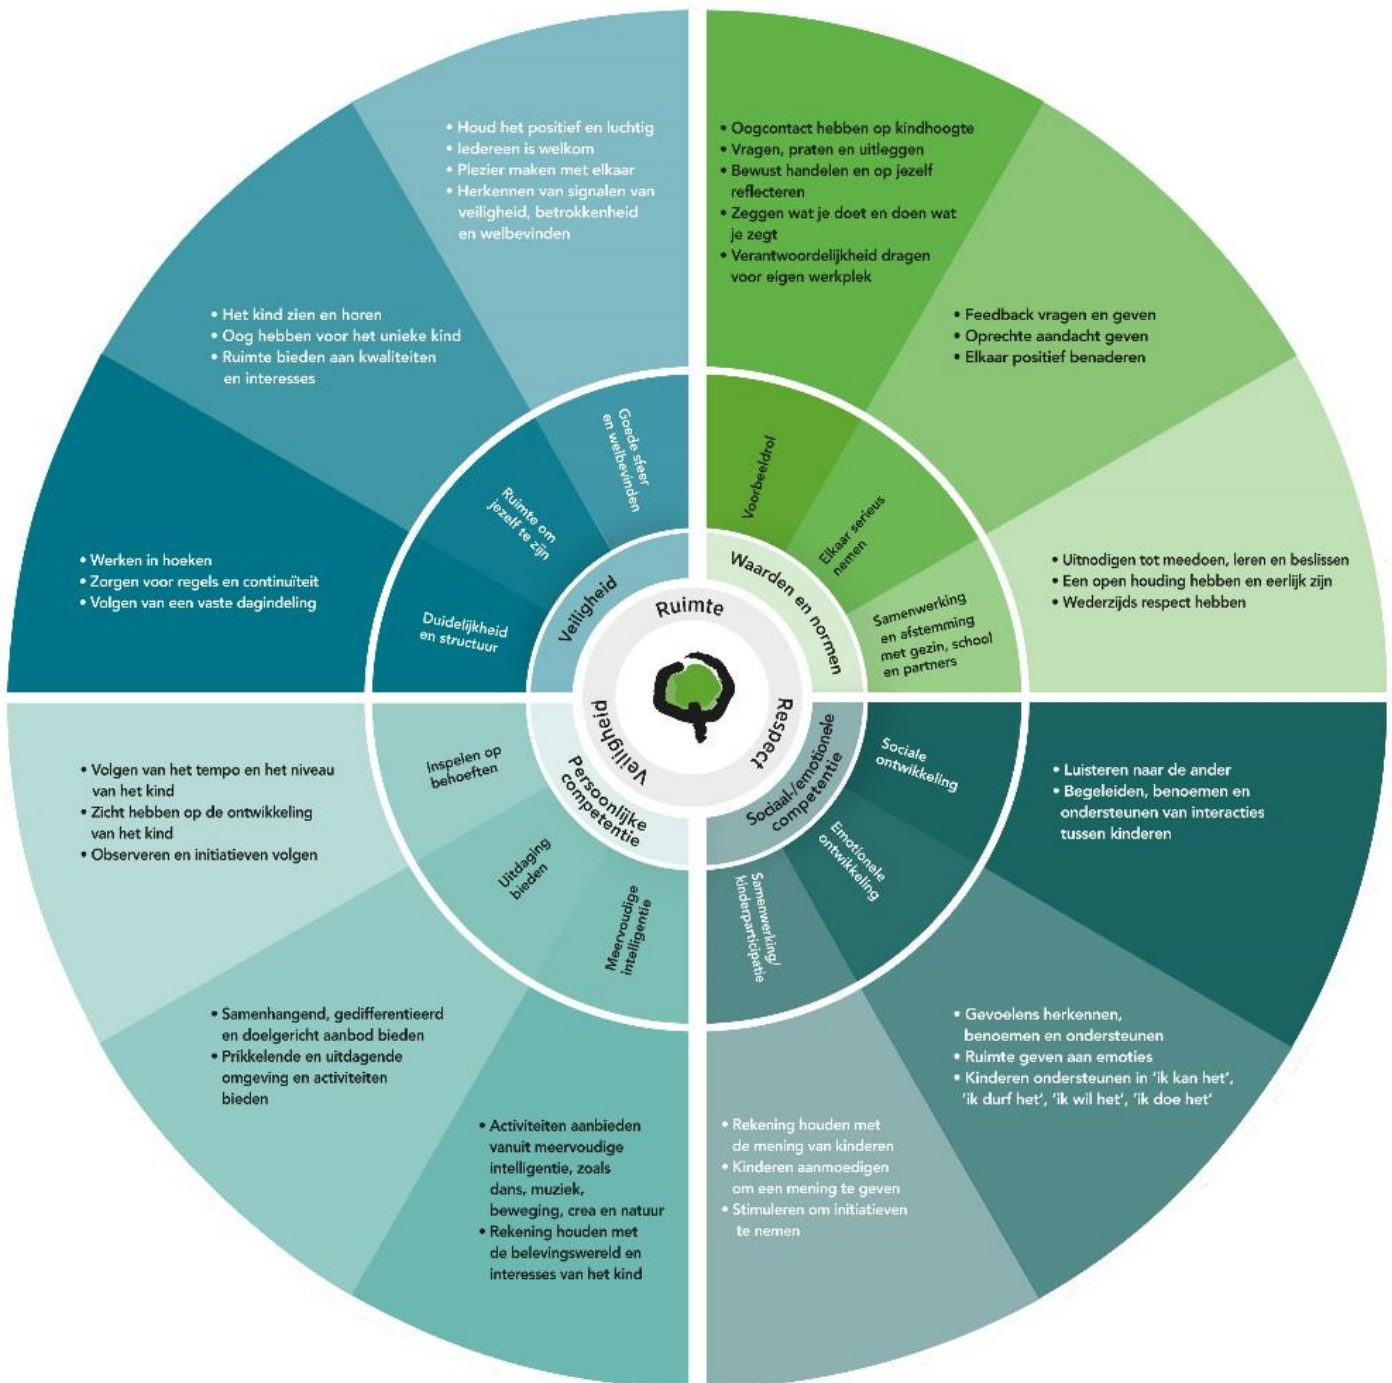 • Houd het positief en luchtig
• Iedereen is welkom
• Plezier maken met elkaar
• Herkennen van signalen van
veiligheid, betrokkenheid
en welbevinden
• Het kind zien en horen
• Oog hebben voor het unieke kind
• Ruimte bieden aan kwaliteiten
en interesses
• Werken in hoeken
• Zorgen voor regels en continuïteit
• Volgen van een vaste dagindeling
Goede sfeer
en welbevinden
Ruimte om
jezelf te zijn
Duidelijkheid
en structuur
Veiligheid
• Oogcontact hebben op kindhoogte
• Vragen, praten en uitleggen
• Bewust handelen en op jezelf
reflecteren
• Zeggen wat je doet en doen wat
je zegt
• Verantwoordelijkheid dragen
voor eigen werkplek
• Feedback vragen en geven
• Oprechte aandacht geven
• Elkaar positief benaderen
• Uitnodigen tot meedoen, leren en beslissen
• Een open houding hebben en eerlijk zijn
• Wederzijds respect hebben
Voorbeeldrol
Elkaar serieus
nemen
Samenwerking
en afstemming
met gezin, school
en partners
Waarden en normen
Ruimte
Respect
Veiligheid
Sociaal-/emotionele
competentie
Sociale
ontwikkeling
Emotionele
ontwikkeling
Samenwerking/
kinderparticipatie
• Luisteren naar de ander
• Begeleiden, benoemen en
ondersteunen van interacties
tussen kinderen
• Gevoelens herkennen,
benoemen en ondersteunen
• Ruimte geven aan emoties
• Kinderen ondersteunen in ‘ik kan het’,
‘ik durf het’, ‘ik wil het’, ‘ik doe het’
• Rekening houden met
de mening van kinderen
• Kinderen aanmoedigen
om een mening te geven
• Stimuleren om initiatieven
te nemen
Persoonlijke
competentie
Inspelen op
behoeften
Uitdaging
bieden
Meervoudige
intelligentie
• Volgen van het tempo en het niveau
van het kind
• Zicht hebben op de ontwikkeling
van het kind
• Observeren en initiatieven volgen
• Samenhangend, gedifferentieerd
en doelgericht aanbod bieden
• Prikkelende en uitdagende
omgeving en activiteiten
bieden
• Activiteiten aanbieden
vanuit meervoudige
intelligentie, zoals
dans, muziek,
beweging, crea en natuur
• Rekening houden met
de belevingswereld en
interesses van het kind